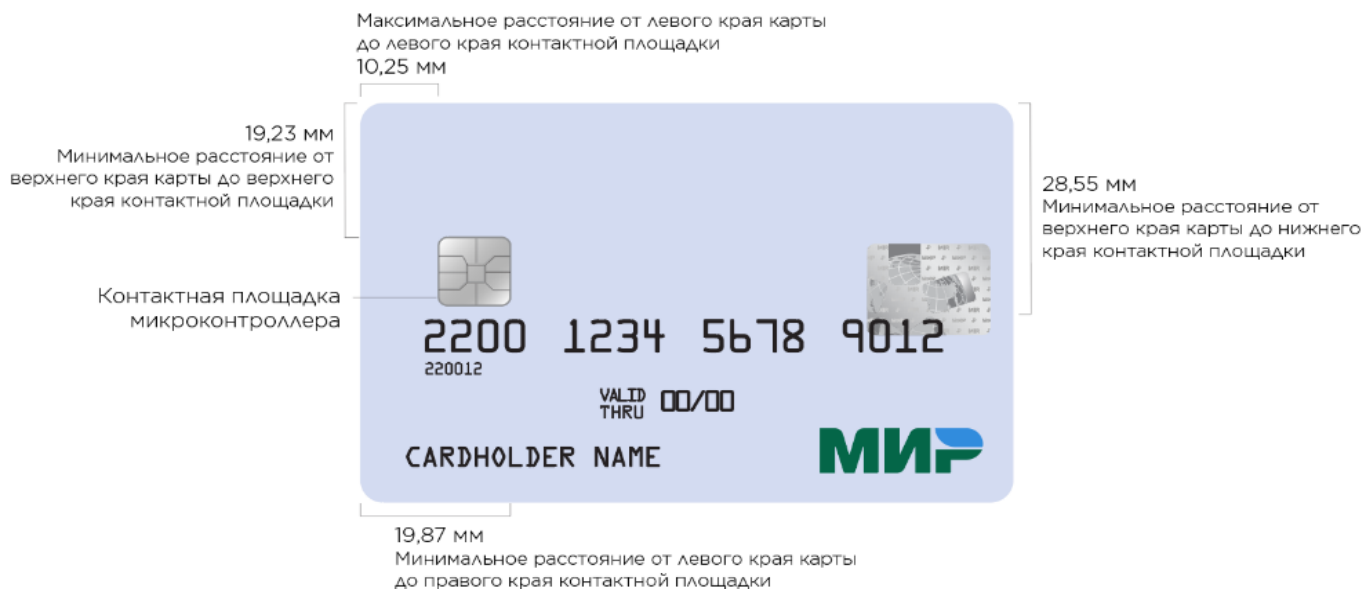 Максимальное расстояние от левого края карты
до левого края контактной площадки
10,25 мм
19,23 мм
Минимальное расстояние от
верхнего края карты до верхнего
края контактной площадки
28,55 мм
Минимальное расстояние от
верхнего края карты до нижнего
края контактной площадки
Контактная площадка
микроконтроллера
2200 1234 5678 9012
220012
VALID
THRU 00/00
CARDHOLDER NAME
МИР
19,87 мм
Минимальное расстояние от левого края карты
до правого края контактной площадки